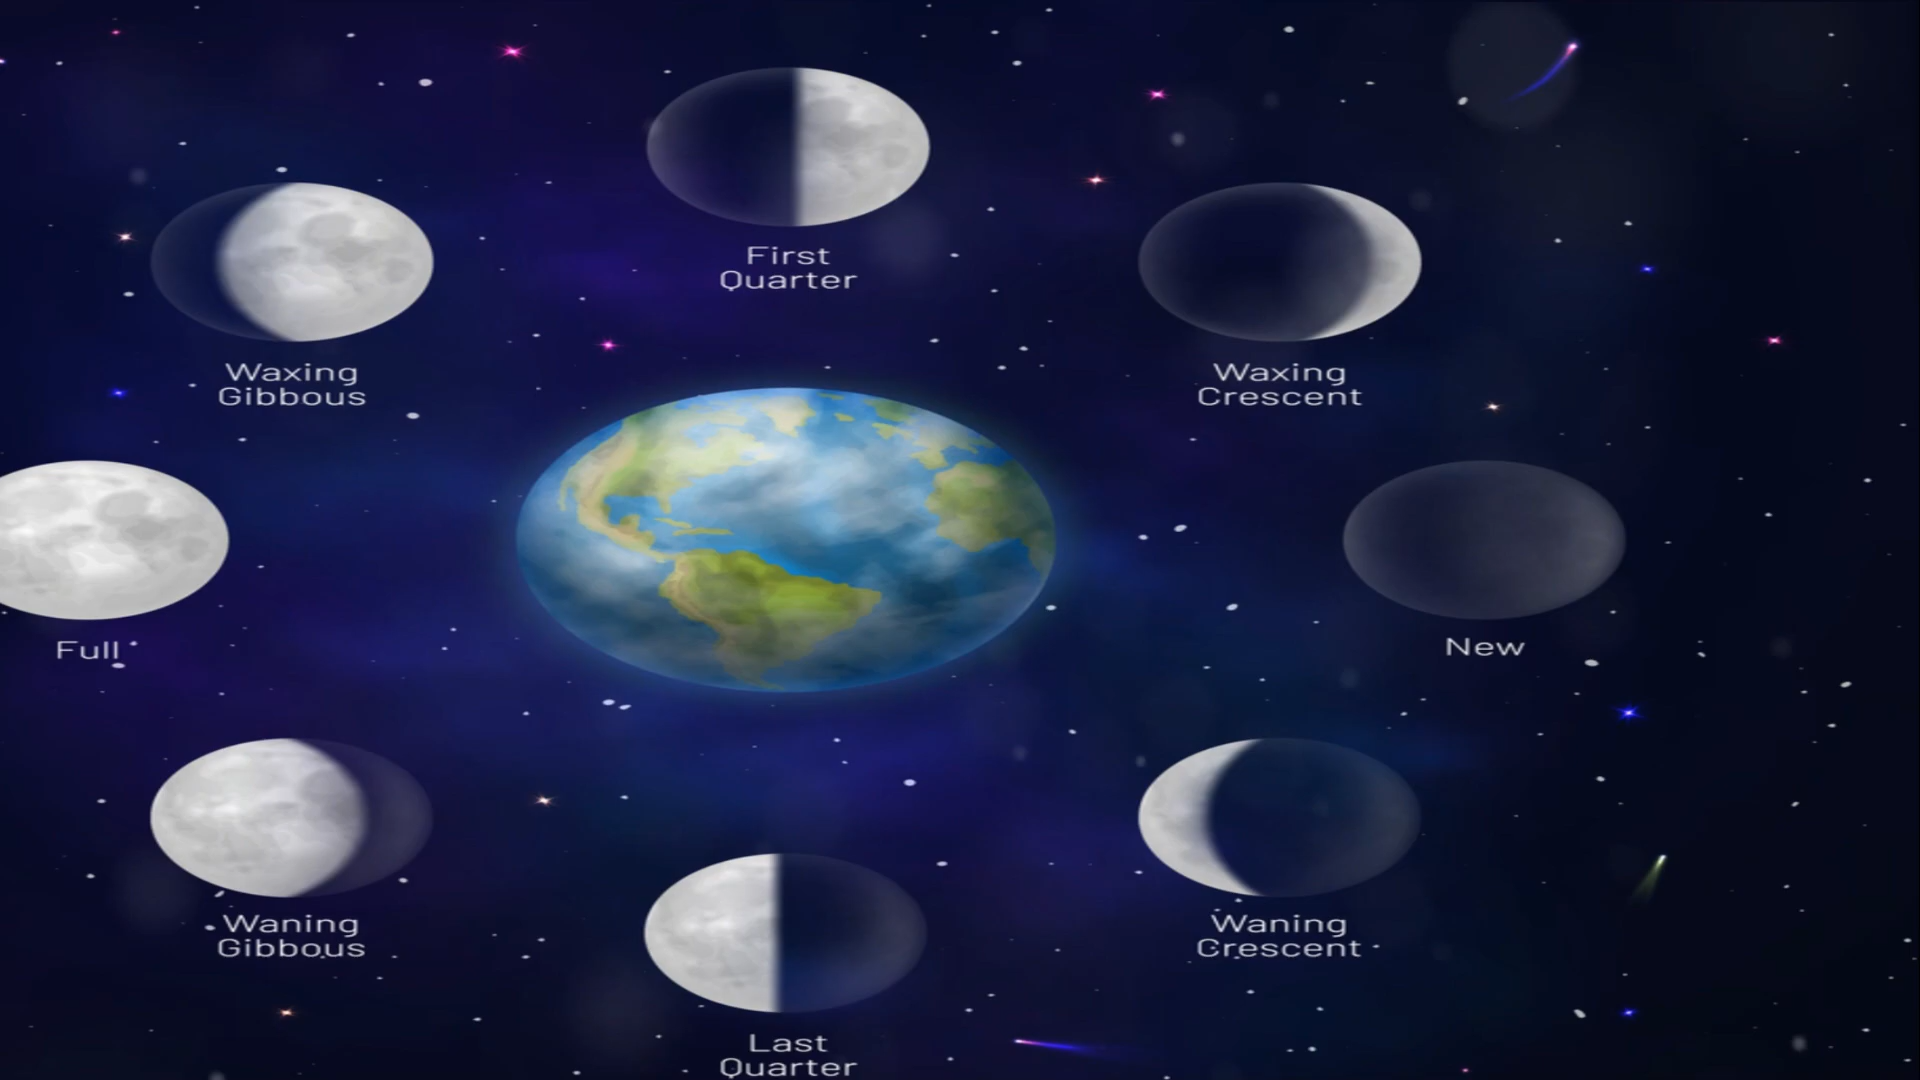 First
Quarter
Waxing
Gibbous
Waxing
Crescent
Full
New
Waning
Gibbous
Waning
Crescent
Last
Quarter